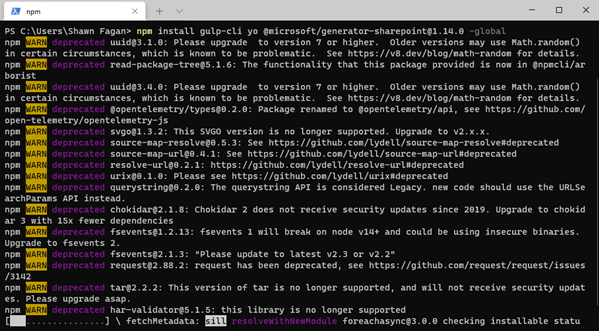 npm
PS C:\Users\Shawn Fagan> npm install gulp-cli yo @microsoft/generator-sharepoint@1.14.0 -global
npm WARN deprecated uuid@3.1.0: Please upgrade  to version 7 or higher.  Older versions may use Math.random()
in certain circumstances, which is known to be problematic.  See https://v8.dev/blog/math-random for details.
npm WARN deprecated read-package-tree@5.1.6: The functionality that this package provided is now in @npmcli/ar
borist
npm WARN deprecated uuid@3.4.0: Please upgrade  to version 7 or higher.  Older versions may use Math.random()
in certain circumstances, which is known to be problematic.  See https://v8.dev/blog/math-random for details.
npm WARN deprecated @opentelemetry/types@0.2.0: Package renamed to @opentelemetry/api, see https://github.com/
open-telemetry/opentelemetry-js
npm WARN deprecated svgo@1.3.2: This SVGO version is no longer supported. Upgrade to v2.x.x.
npm WARN deprecated source-map-resolve@0.5.3: See https://github.com/lydell/source-map-resolve#deprecated
npm WARN deprecated source-map-url@0.4.1: See https://github.com/lydell/source-map-url#deprecated
npm WARN deprecated resolve-url@0.2.1: https://github.com/lydell/resolve-url#deprecated
npm WARN deprecated urix@0.1.0: Please see https://github.com/lydell/urix#deprecated
npm WARN deprecated querystring@0.2.0: The querystring API is considered Legacy. new code should use the URLSe
archParams API instead.
npm WARN deprecated chokidar@2.1.8: Chokidar 2 does not receive security updates since 2019. Upgrade to chokid
ar 3 with 15x fewer dependencies
npm WARN deprecated fsevents@1.2.13: fsevents 1 will break on node v14+ and could be using insecure binaries.
Upgrade to fsevents 2.
npm WARN deprecated fsevents@2.1.3: "Please update to latest v2.3 or v2.2"
npm WARN deprecated request@2.88.2: request has been deprecated, see https://github.com/request/request/issues
/3142
npm WARN deprecated tar@2.2.2: This version of tar is no longer supported, and will not receive security updat
es. Please upgrade asap.
npm WARN deprecated har-validator@5.1.5: this library is no longer supported
[   ...............] \ fetchMetadata: sill resolveWithNewModule foreachasync@3.0.0 checking installable statu